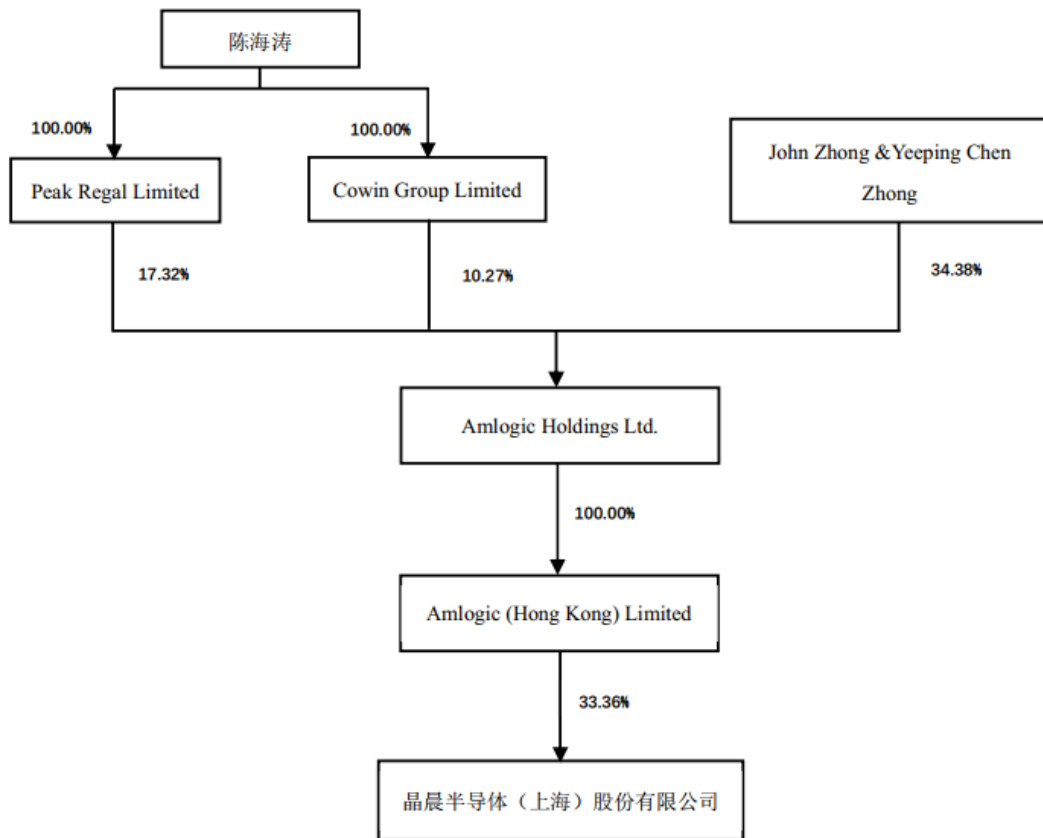 陈海涛
100.00%
100.00%
Peak Regal Limited
Cowin Group Limited
John Zhong &Yeeping Chen
Zhong
17.32%
10.27%
34.38%
Amlogic Holdings Ltd.
100.00%
Amlogic (Hong Kong) Limited
33.36%
晶晨半导体（上海）股份有限公司